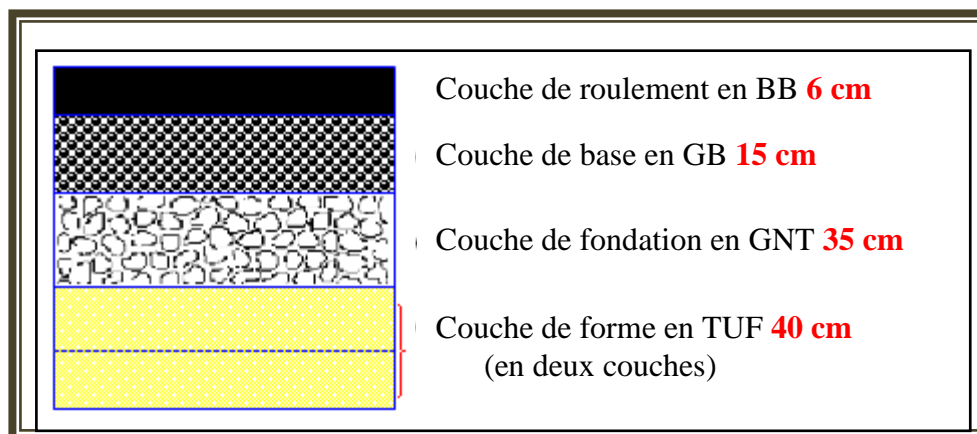 Couche de roulement en BB 6 cm
Couche de base en GB 15 cm
Couche de fondation en GNT 35 cm
Couche de forme en TUF 40 cm
(en deux couches)